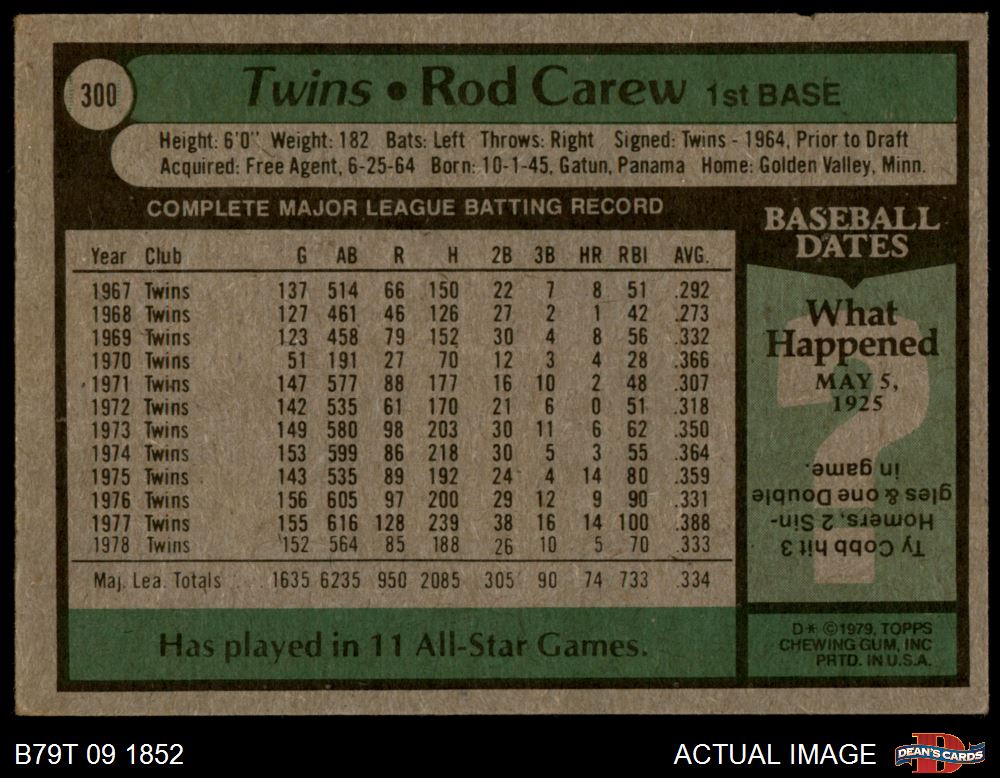 300
Twins • Rod Carew 1st BASE
Height: 6'0" Weight: 182 Bats: Left Throws: Right Signed: Twins - 1964, Prior to Draft
Acquired: Free Agent, 6-25-64 Born: 10-1-45, Gatun, Panama Home: Golden Valley, Minn.
COMPLETE MAJOR LEAGUE BATTING RECORD
Year Club G AB R H 2B 3B HR RBI AVG.
1967 Twins 137 514 66 150 22 7 8 51 .292
1968 Twins 127 461 46 126 27 2 1 42 .273
1969 Twins 123 458 79 152 30 4 8 56 .332
1970 Twins 51 191 27 70 12 3 4 28 .366
1971 Twins 147 577 88 177 16 10 2 48 .307
1972 Twins 142 535 61 170 21 6 0 51 .318
1973 Twins 149 580 98 203 30 11 6 62 .350
1974 Twins 153 599 86 218 30 5 3 55 .364
1975 Twins 143 535 89 192 24 4 14 80 .359
1976 Twins 156 605 97 200 29 12 9 90 .331
1977 Twins 155 616 128 239 38 16 14 100 .388
1978 Twins 152 564 85 188 26 10 5 70 .333
Maj. Lea. Totals 1635 6235 950 2085 305 90 74 733 .334
Has played in 11 All-Star Games.
BASEBALL
DATES
What
Happened
MAY 5,
1925
?
Ty Cobb hit 3
Homers, 2 Sin-
gles & one Double
in game.
D✶ ©1979, TOPPS
CHEWING GUM, INC
PRTD. IN U.S.A.
B79T 09 1852
ACTUAL IMAGE
DEAN'S CARDS